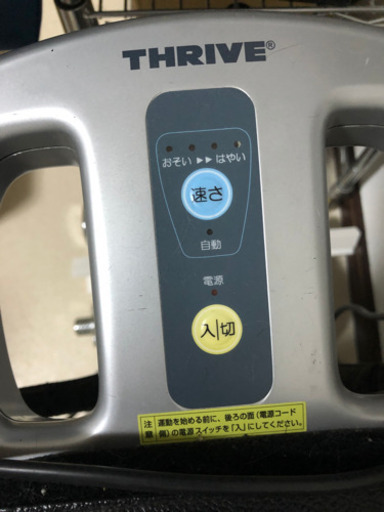 THRIVE®
おそい ▶▶ はやい
速さ
自動
電源
入/切
注意 運動を始める前に、後ろの面(電源コード
側)の電源スイッチを「入」にしてください。